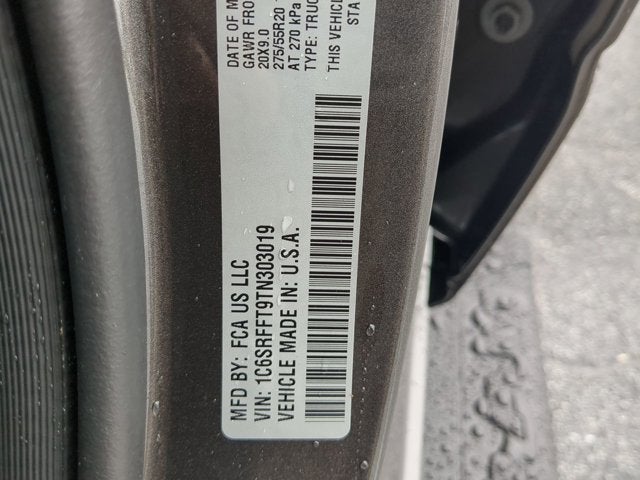 DATE OF M
GAWR FRO
20X9.0
275/55R20
AT 270 kPa
TYPE: TRUC
THIS VEHICLE
STA
MFD BY: FCA US LLC
VIN: 1C6SRFFT9TN303019
VEHICLE MADE IN: U.S.A.